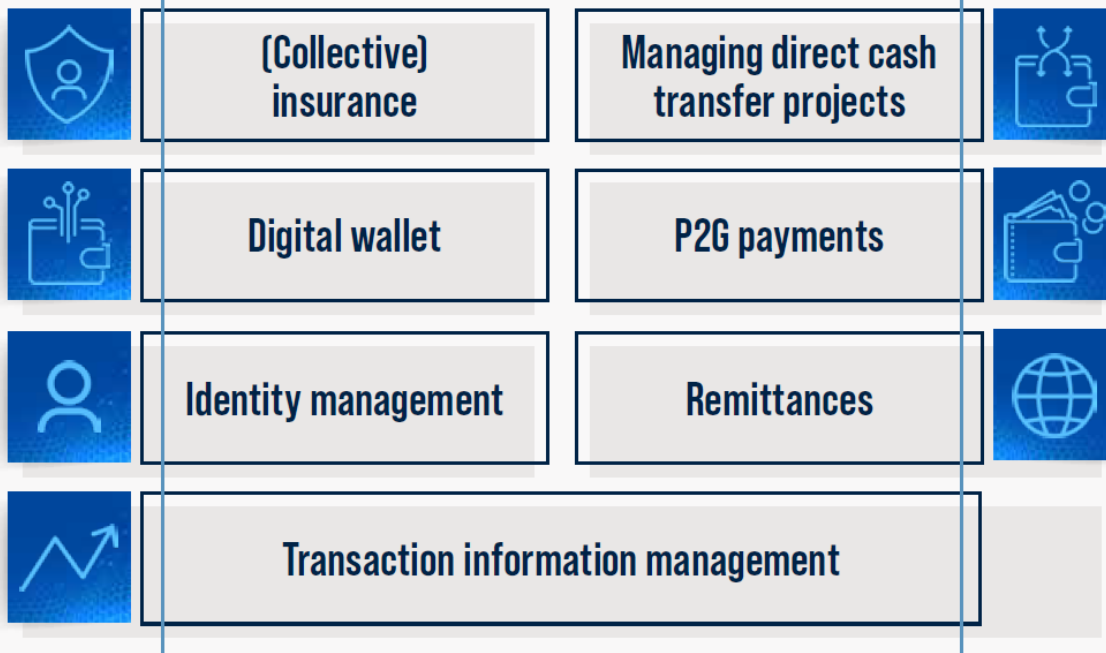 (Collective)
insurance
Managing direct cash
transfer projects
Digital wallet
P2G payments
Identity management
Remittances
Transaction information management